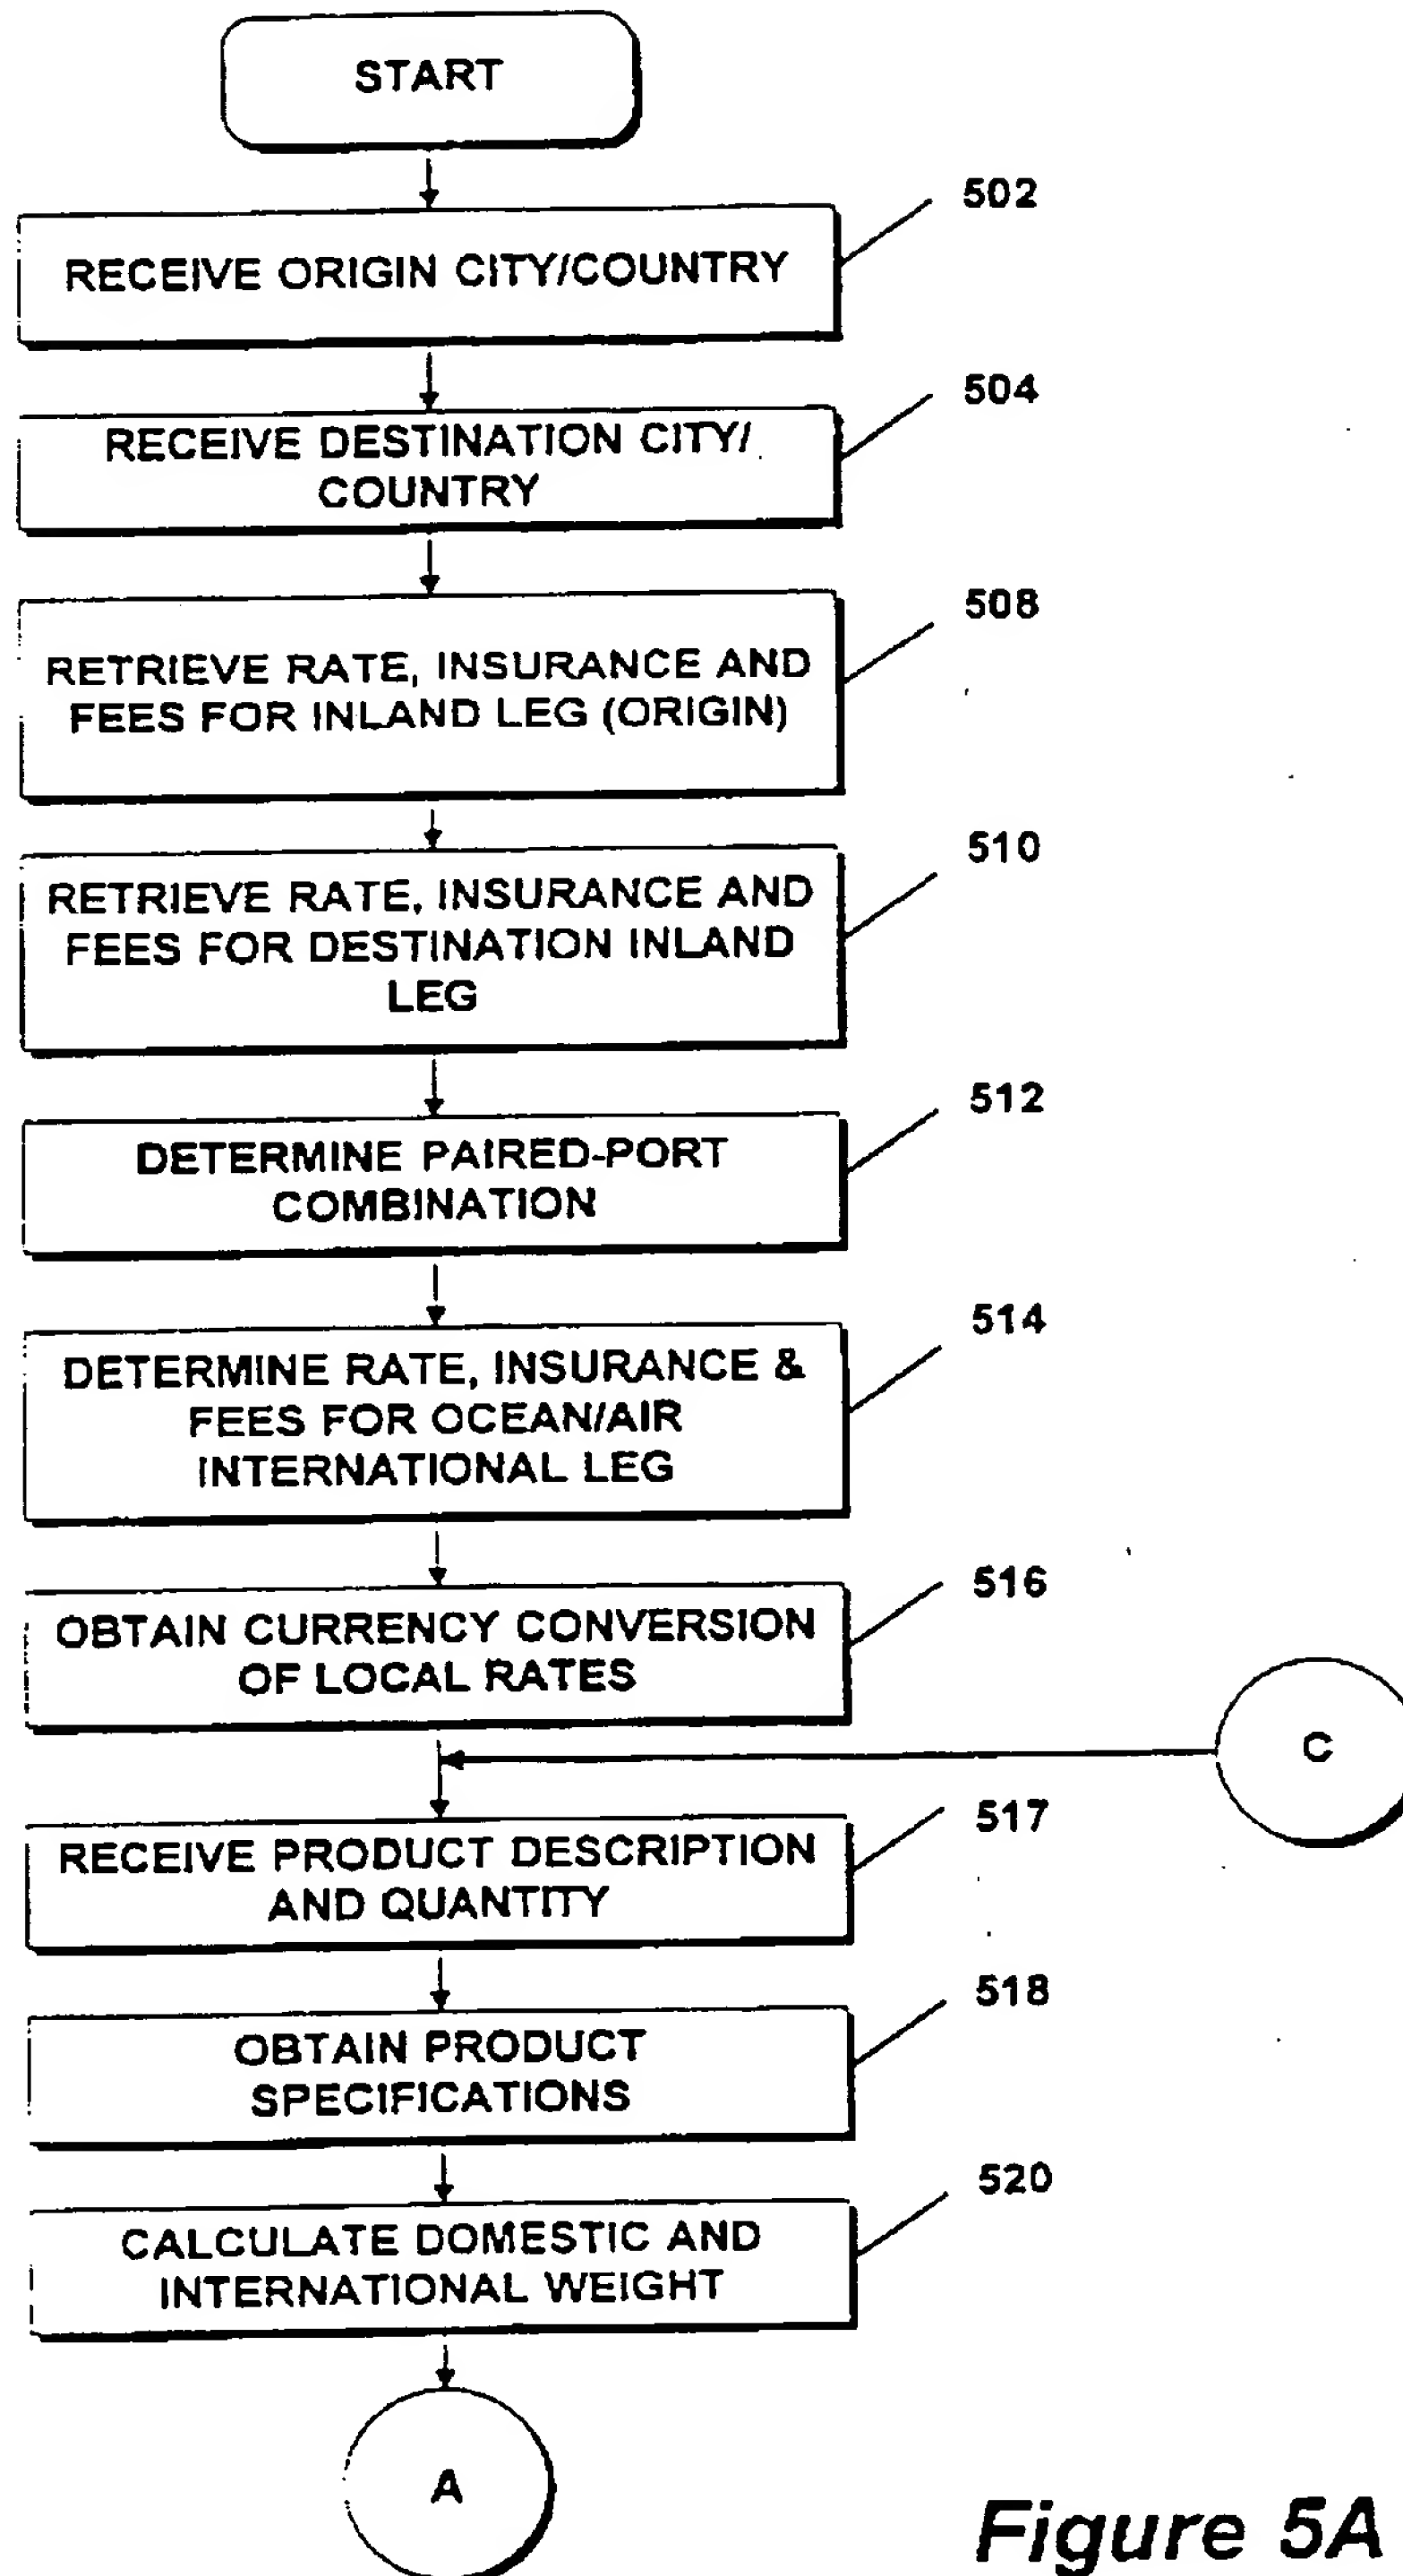 START
502
RECEIVE ORIGIN CITY/COUNTRY
504
RECEIVE DESTINATION CITY/
COUNTRY
508
RETRIEVE RATE, INSURANCE AND
FEES FOR INLAND LEG (ORIGIN)
510
RETRIEVE RATE, INSURANCE AND
FEES FOR DESTINATION INLAND
LEG
512
DETERMINE PAIRED-PORT
COMBINATION
514
DETERMINE RATE, INSURANCE &
FEES FOR OCEAN/AIR
INTERNATIONAL LEG
516
OBTAIN CURRENCY CONVERSION
OF LOCAL RATES
C
517
RECEIVE PRODUCT DESCRIPTION
AND QUANTITY
518
OBTAIN PRODUCT
SPECIFICATIONS
520
CALCULATE DOMESTIC AND
INTERNATIONAL WEIGHT
A
Figure 5A